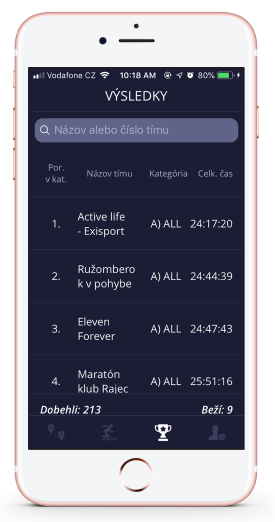 Vodafone CZ 10:18 AM 80%
VÝSLEDKY
Názov alebo číslo tímu
Por.
v kat. Názov tímu Kategória Celk. čas
1. Active life
- Exisport A) ALL 24:17:20
2. Ružombero
k v pohybe A) ALL 24:44:39
3. Eleven
Forever A) ALL 24:47:43
4. Maratón
klub Rajec A) ALL 25:51:16
Dobehli: 213 Beží: 9